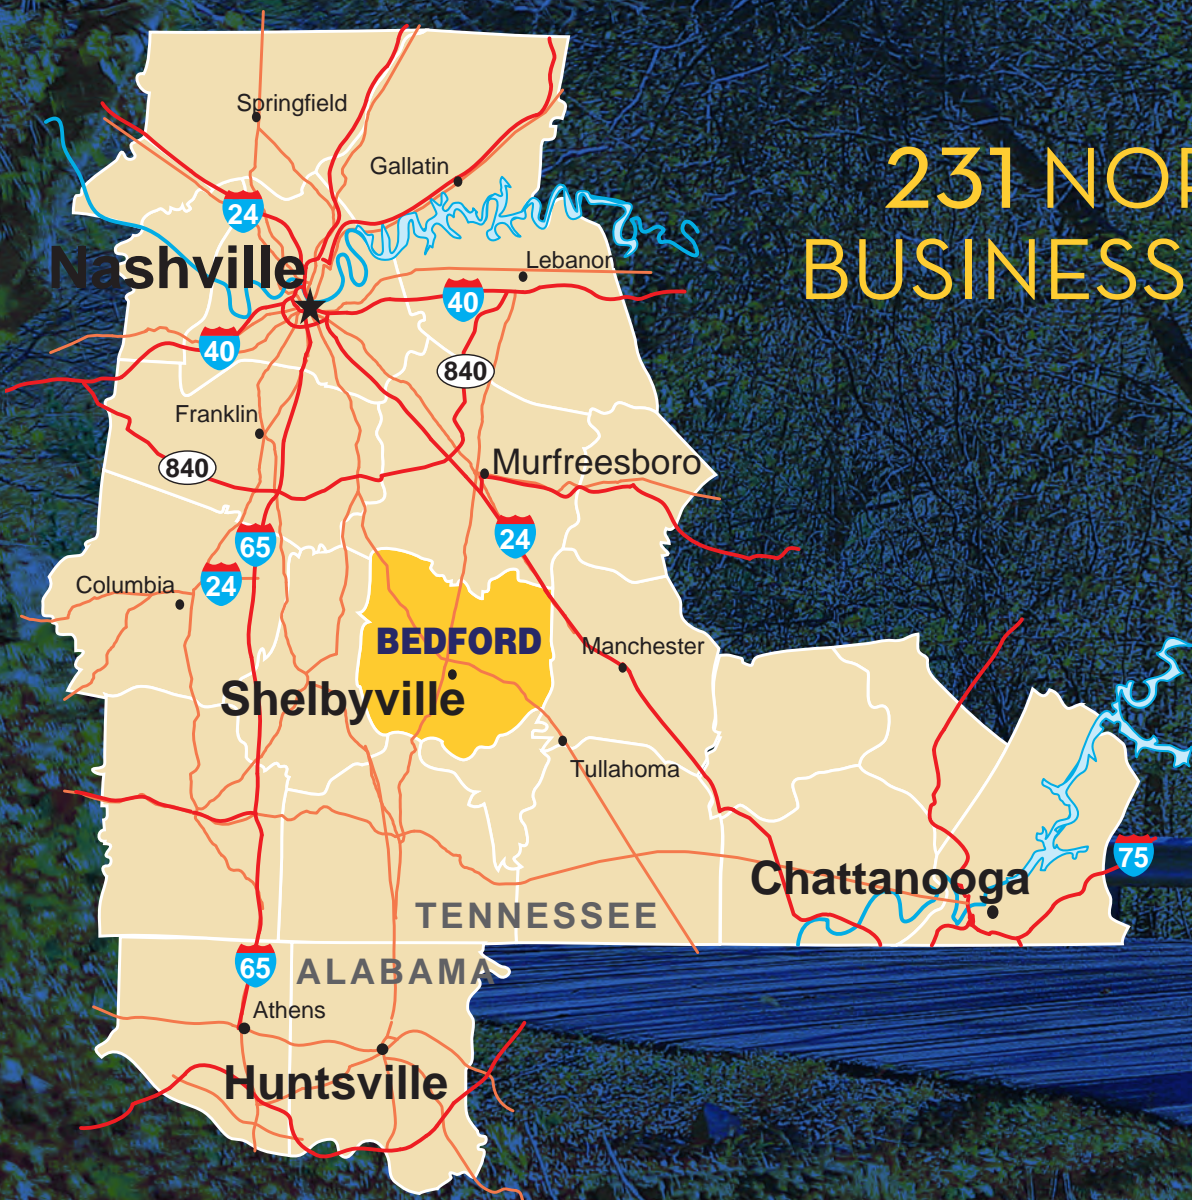 Springfield
Gallatin
231 NOR
24
BUSINESS
Nashville
Lebanon
40
40
840
Franklin
840
Murfreesboro
24
65
Columbia
24
BEDFORD
Manchester
Shelbyville
Tullahoma
75
Chattanooga
TENNESSEE
65
ALABAMA
Athens
Huntsville